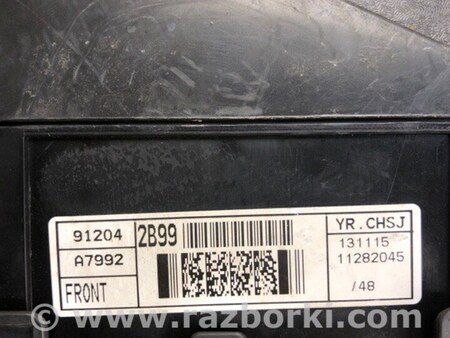 91204 2B99 YR.CHSJ
A7992 131115
11282045
FRONT /48
© www.razborki.com